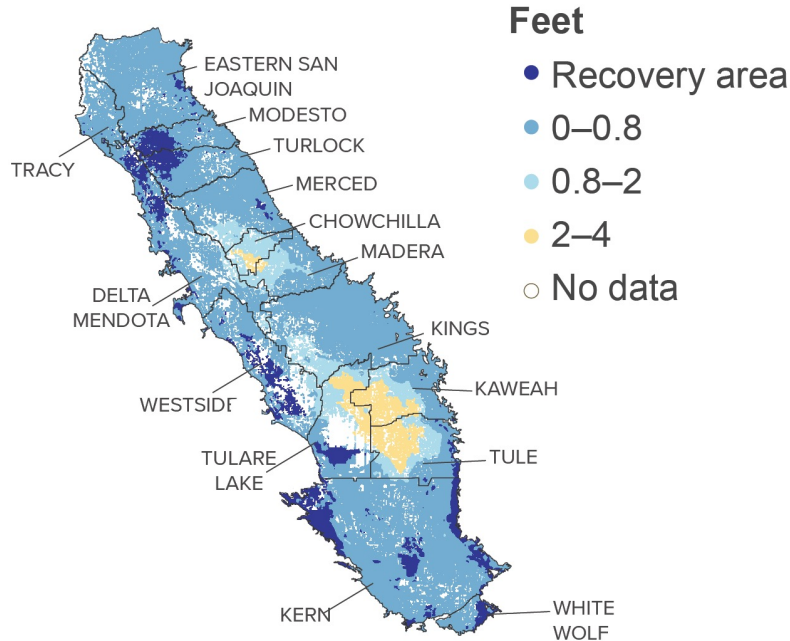 Feet
Recovery area
0–0.8
0.8–2
2–4
No data
EASTERN SAN
JOAQUIN
MODESTO
TURLOCK
TRACY
MERCED
CHOWCHILLA
MADERA
DELTA
MENDOTA
KINGS
KAWEAH
WESTSIDE
TULARE
LAKE
TULE
KERN
WHITE
WOLF